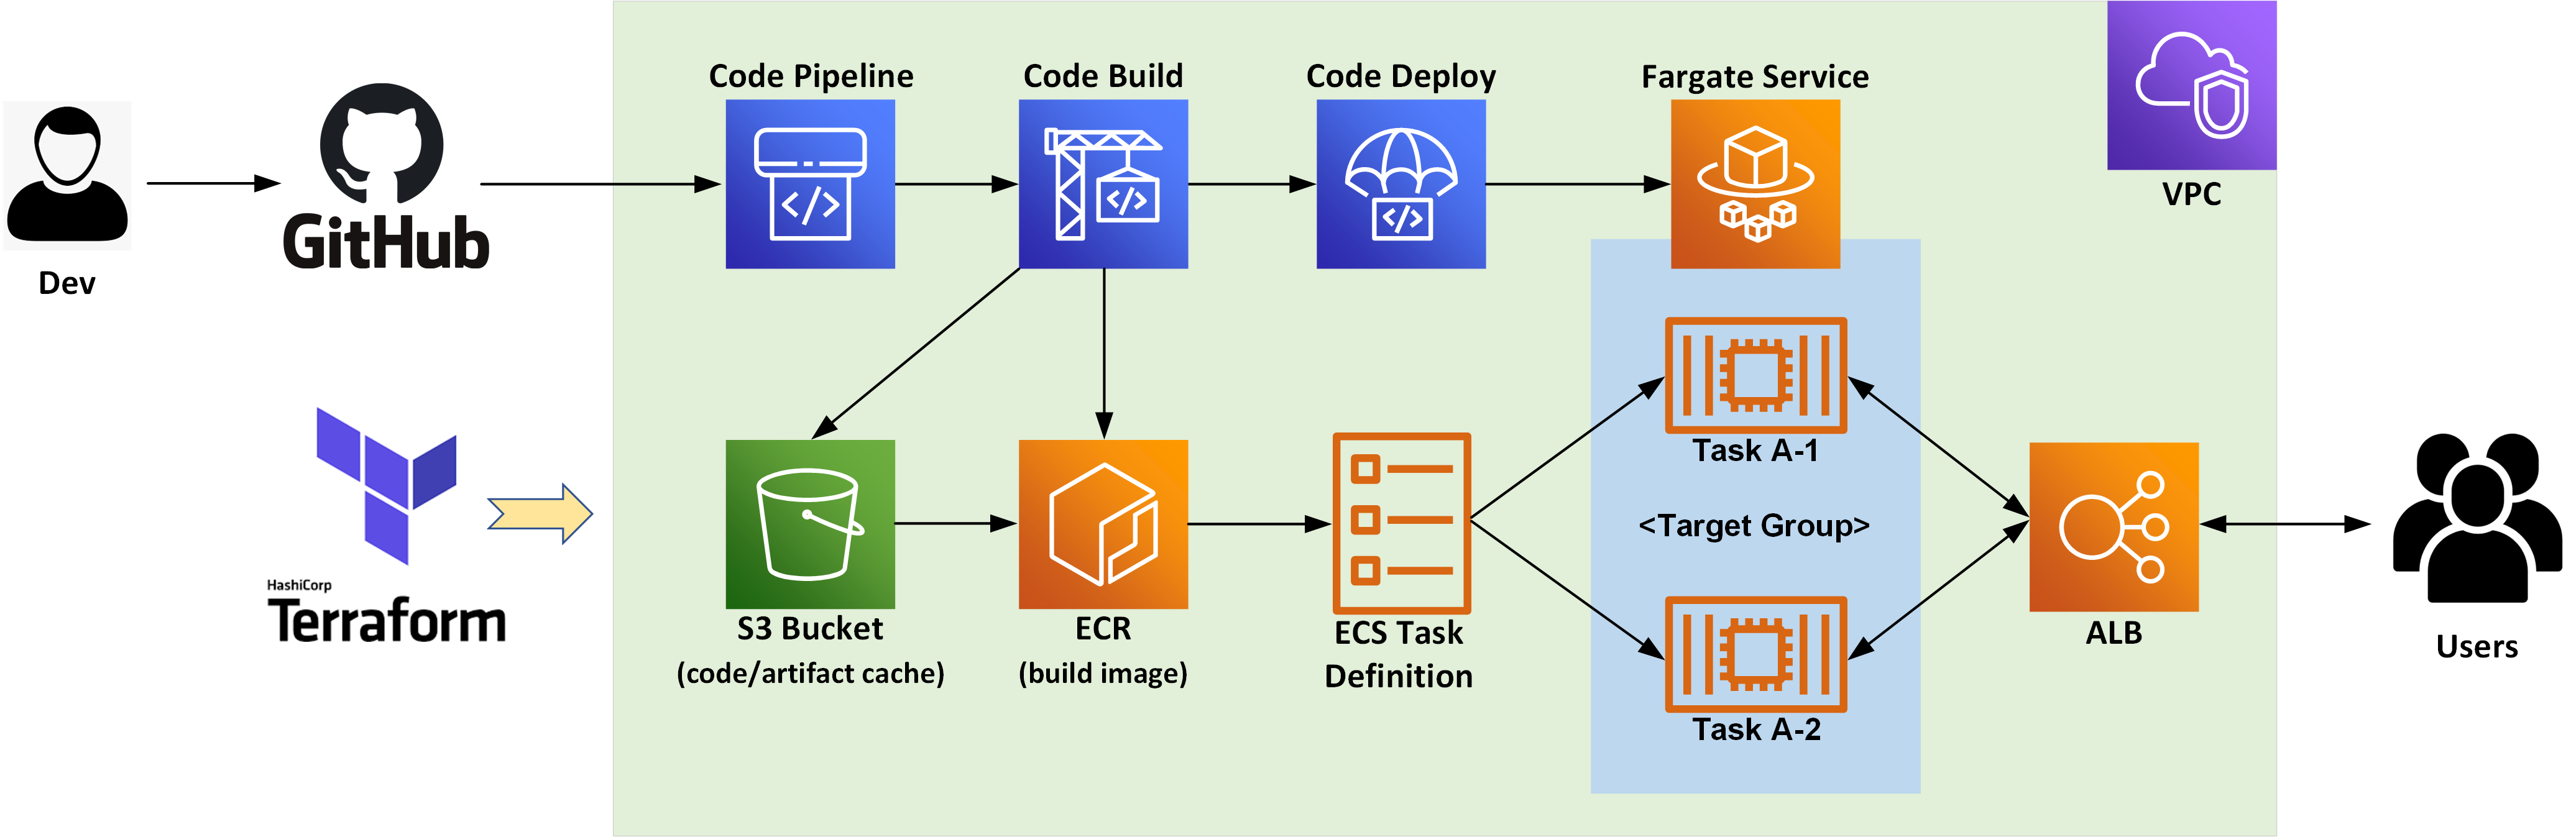 Code Pipeline
Code Build
Code Deploy
Fargate Service
VPC
GitHub
Dev
</>
</>
</>
Task A-1
<Target Group>
Task A-2
HashiCorp
Terraform
S3 Bucket
(code/artifact cache)
ECR
(build image)
ECS Task
Definition
ALB
Users